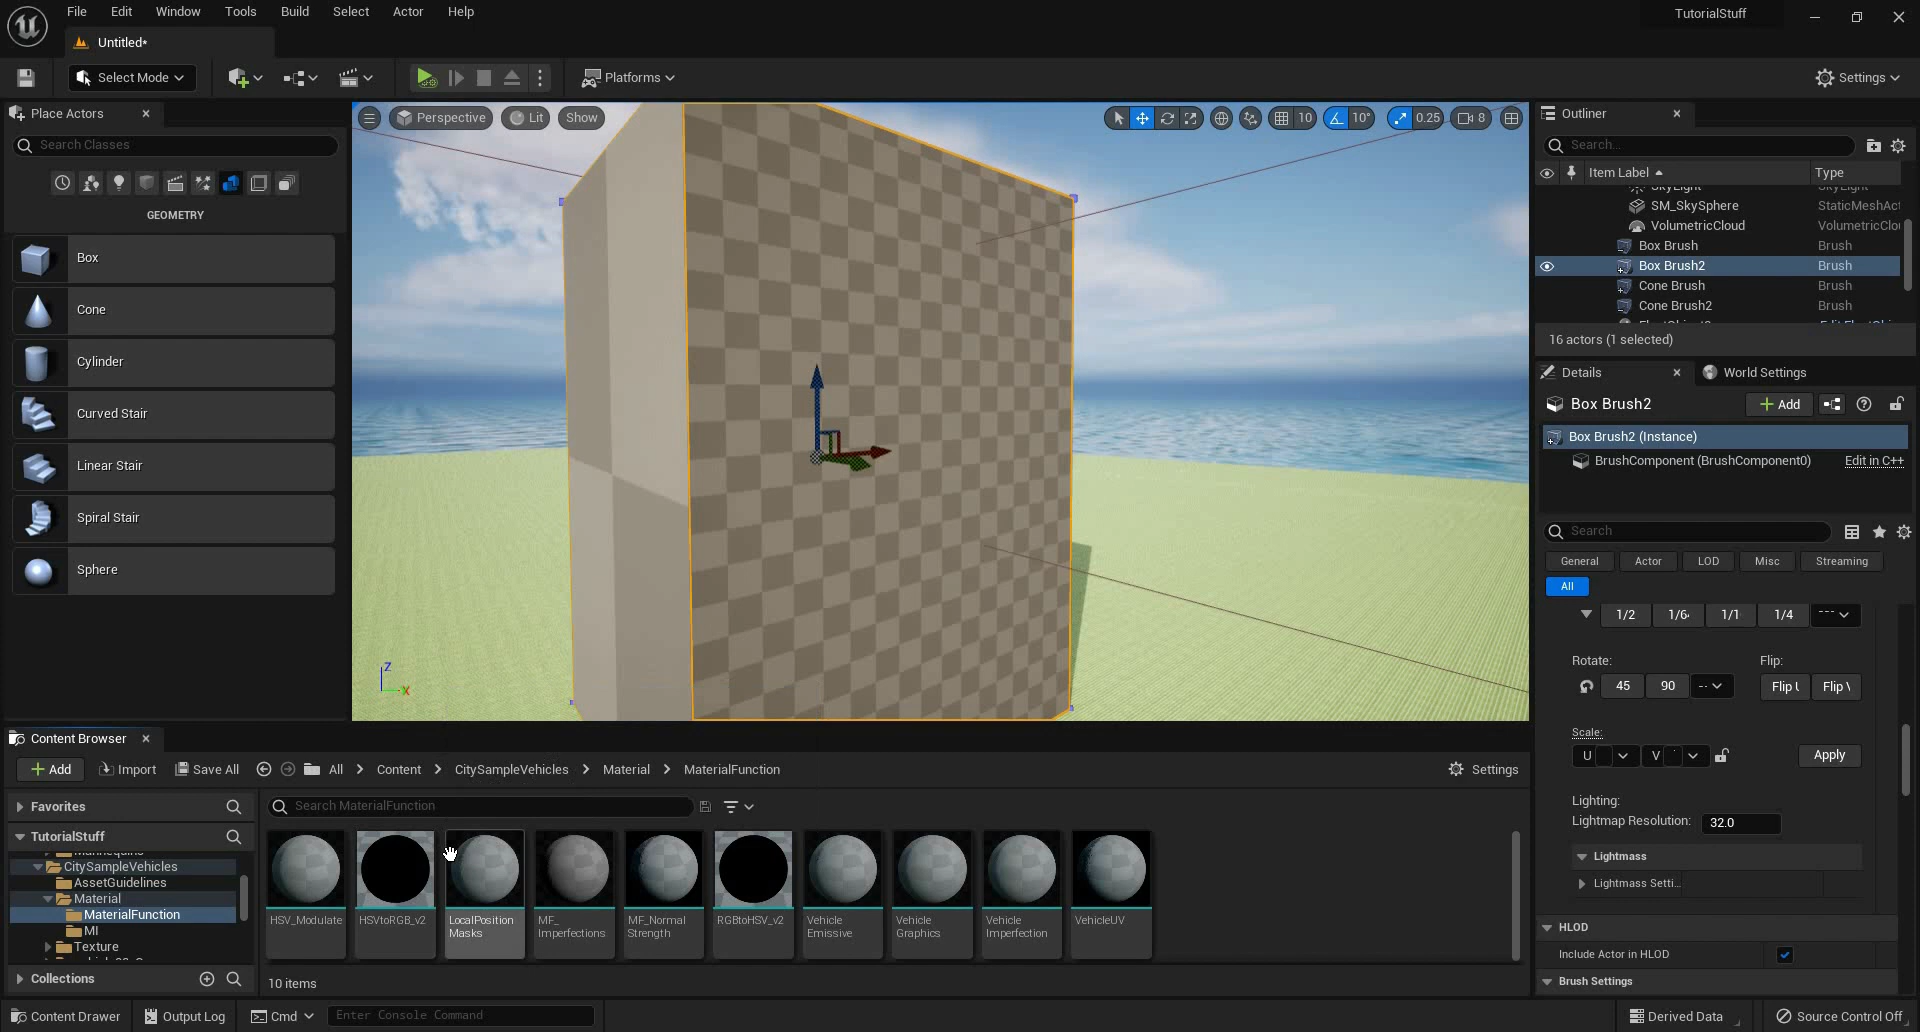 File Edit Window Tools Build Select Actor Help
TutorialStuff
Untitled*
Select Mode
Platforms
Settings
Place Actors
Search Classes
GEOMETRY
Box
Cone
Cylinder
Curved Stair
Linear Stair
Spiral Stair
Sphere
Perspective Lit Show
10 10° 0.25 8
Z
X
Outliner
Search...
Item Label Type
SkyLight SkyLight
SM_SkySphere StaticMeshAct
VolumetricCloud VolumetricClou
Box Brush Brush
Box Brush2 Brush
Cone Brush Brush
Cone Brush2 Brush
16 actors (1 selected)
Details World Settings
Box Brush2
Add
Box Brush2 (Instance)
BrushComponent (BrushComponent0) Edit in C++
Search
General Actor LOD Misc Streaming
All
1/2 1/6 1/1 1/4 ---
Rotate: Flip:
45 90 -- Flip U Flip V
Scale:
U V Apply
Lighting:
Lightmap Resolution: 32.0
Lightmass
Lightmass Setti...
HLOD
Include Actor in HLOD
Brush Settings
Content Browser
Add Import Save All All Content CitySampleVehicles Material MaterialFunction Settings
Favorites
TutorialStuff
CitySampleVehicles
AssetGuidelines
Material
MaterialFunction
MI
Texture
Collections
Search MaterialFunction
HSV_Modulate
HSVtoRGB_v2
LocalPosition
Masks
MF_
Imperfections
MF_Normal
Strength
RGBtoHSV_v2
Vehicle
Emissive
Vehicle
Graphics
Vehicle
Imperfection
VehicleUV
10 items
Content Drawer Output Log Cmd Enter Console Command Derived Data Source Control Off